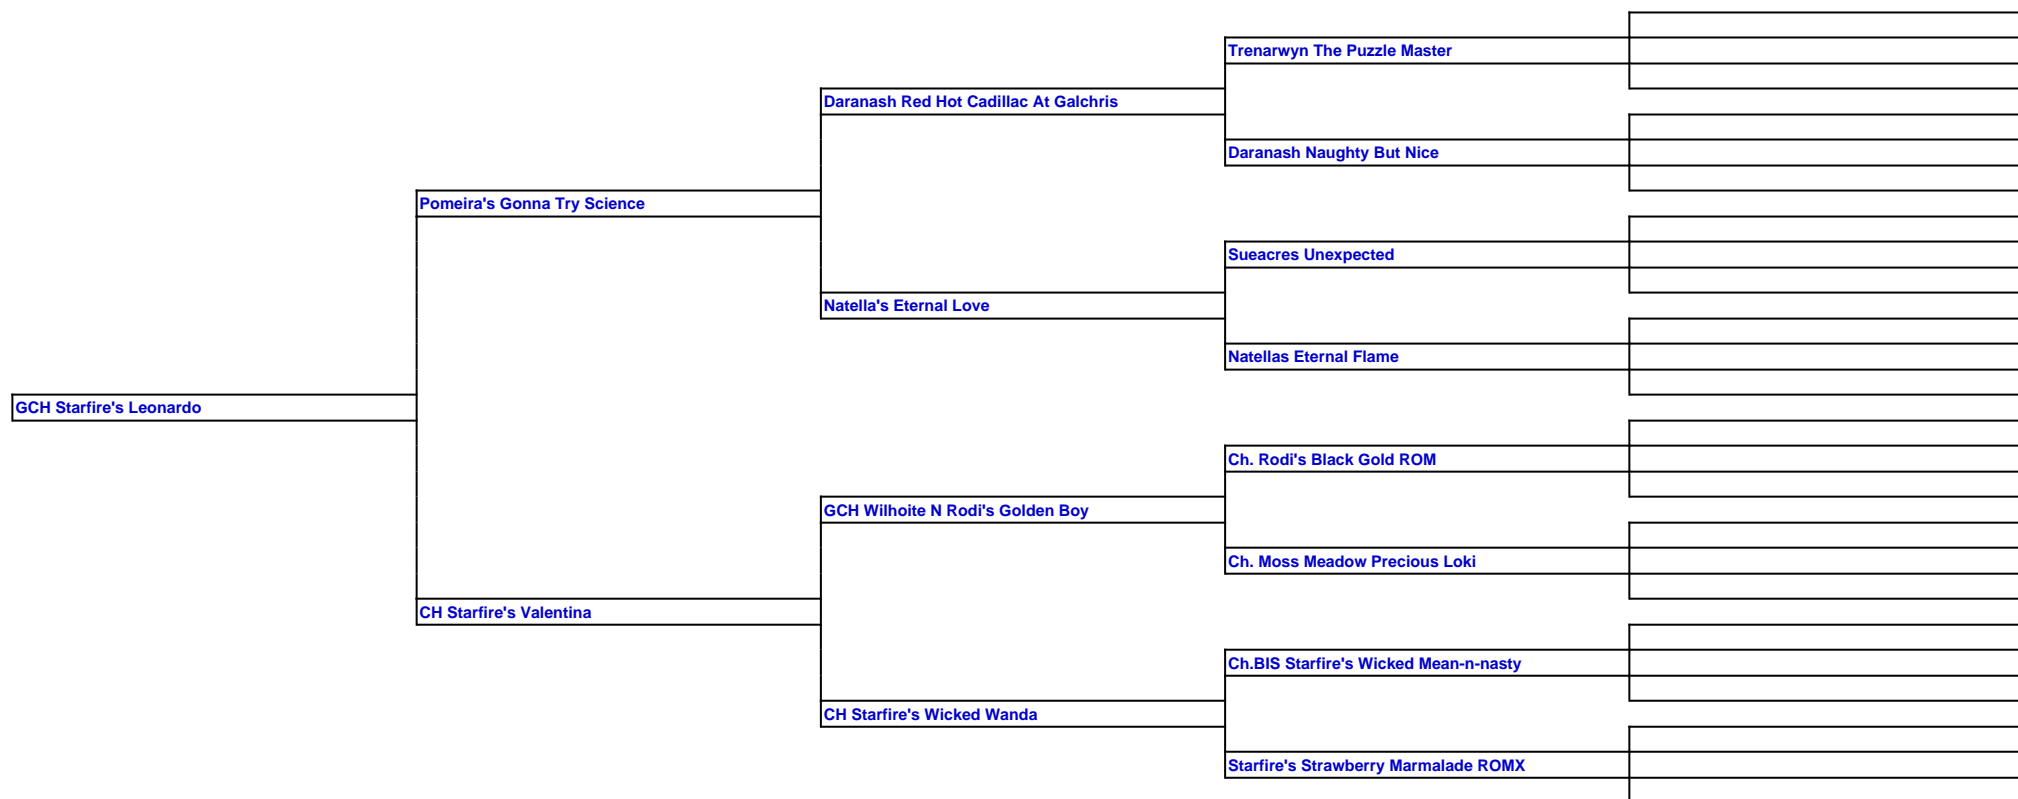 Trenarwyn The Puzzle Master
Daranash Red Hot Cadillac At Galchris
Daranash Naughty But Nice
Pomeira's Gonna Try Science
Sueacres Unexpected
Natella's Eternal Love
Natellas Eternal Flame
GCH Starfire's Leonardo
Ch. Rodi's Black Gold ROM
GCH Wilhoite N Rodi's Golden Boy
Ch. Moss Meadow Precious Loki
CH Starfire's Valentina
Ch.BIS Starfire's Wicked Mean-n-nasty
CH Starfire's Wicked Wanda
Starfire's Strawberry Marmalade ROMX